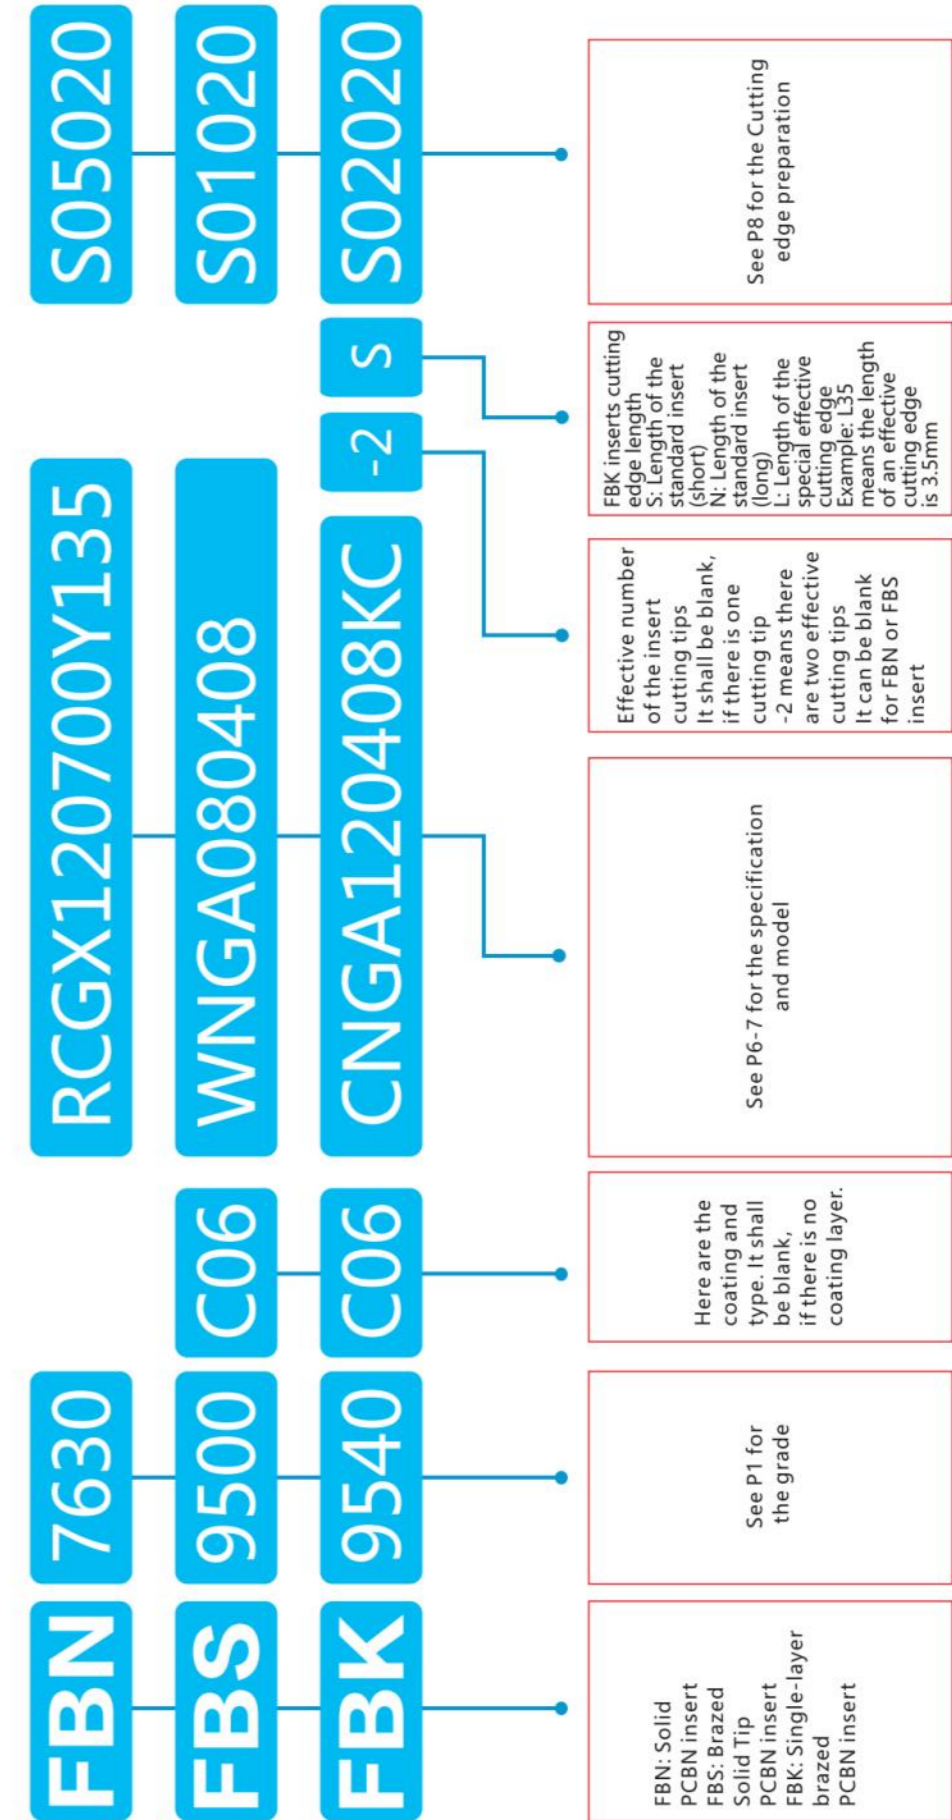 FBN 7630 RCGX120700Y135 S05020
FBS 9500 C06 WNGA080408 S01020
FBK 9540 C06 CNGA120408KC -2 S S02020
FBN: Solid
PCBN insert
FBS: Brazed
Solid Tip
PCBN insert
FBK: Single-layer
brazed
PCBN insert
See P1 for
the grade
Here are the
coating and
type. It shall
be blank,
if there is no
coating layer.
See P6-7 for the specification
and model
Effective number
of the insert
cutting tips
It shall be blank,
if there is one
cutting tip
-2 means there
are two effective
cutting tips
It can be blank
for FBN or FBS
insert
FBK inserts cutting
edge length
S: Length of the
standard insert
(short)
N: Length of the
standard insert
(long)
L: Length of the
special effective
cutting edge
Example: L35
means the length
of an effective
cutting edge
is 3.5mm
See P8 for the Cutting
edge preparation